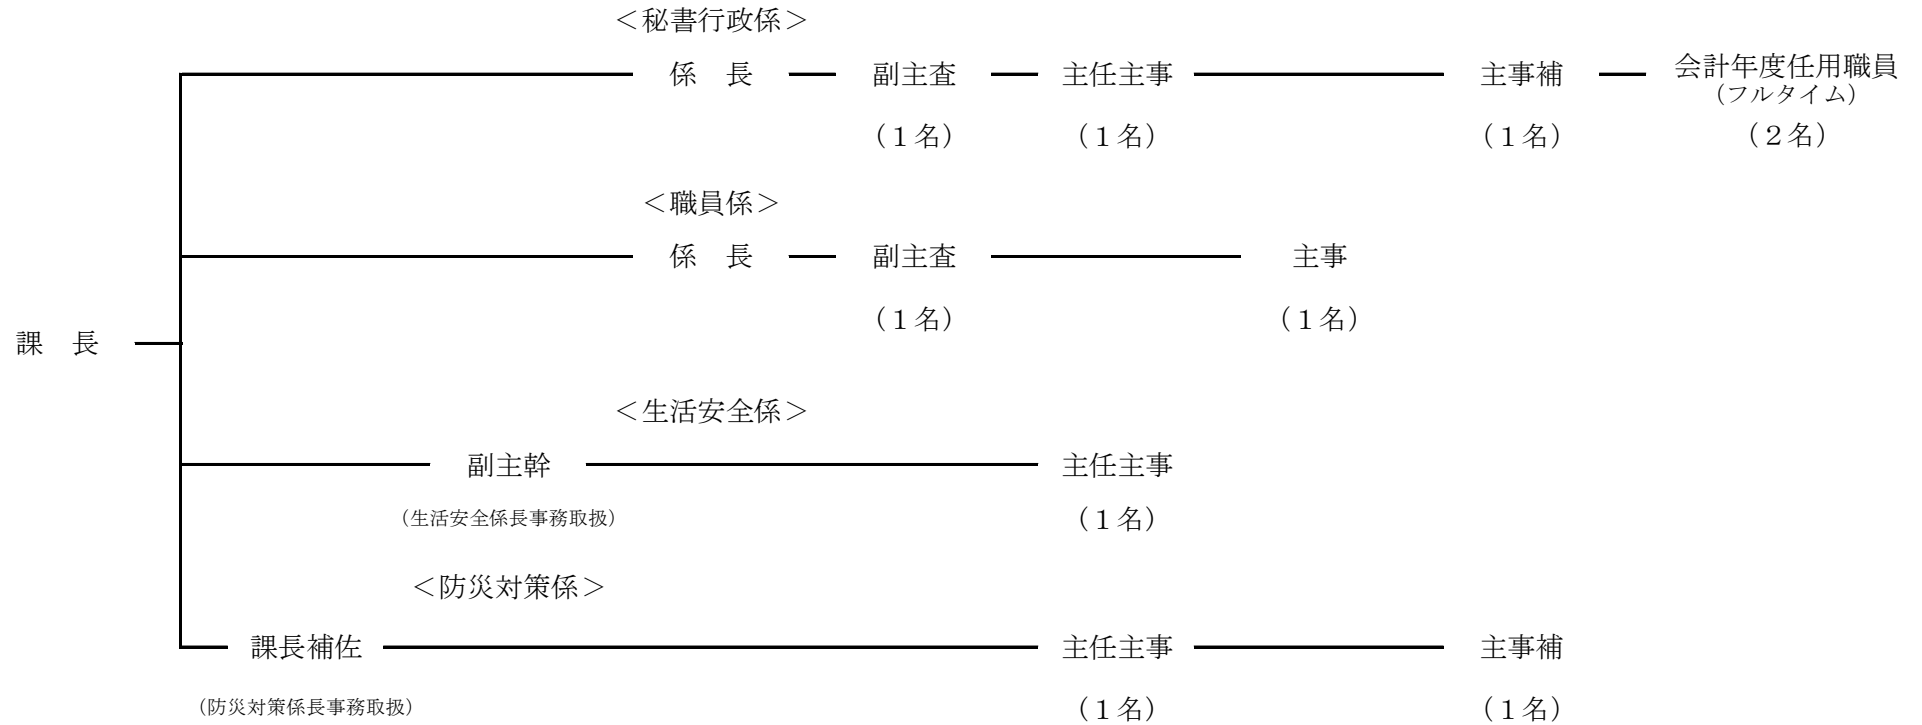 ＜秘書行政係＞
係　長 副主査 主任主事 主事補 会計年度任用職員
（フルタイム）
（１名） （１名） （１名） （２名）
＜職員係＞
係　長 副主査 主事
（１名） （１名）
課　長
＜生活安全係＞
副主幹 主任主事
（生活安全係長事務取扱） （１名）
＜防災対策係＞
課長補佐 主任主事 主事補
（防災対策係長事務取扱） （１名） （１名）